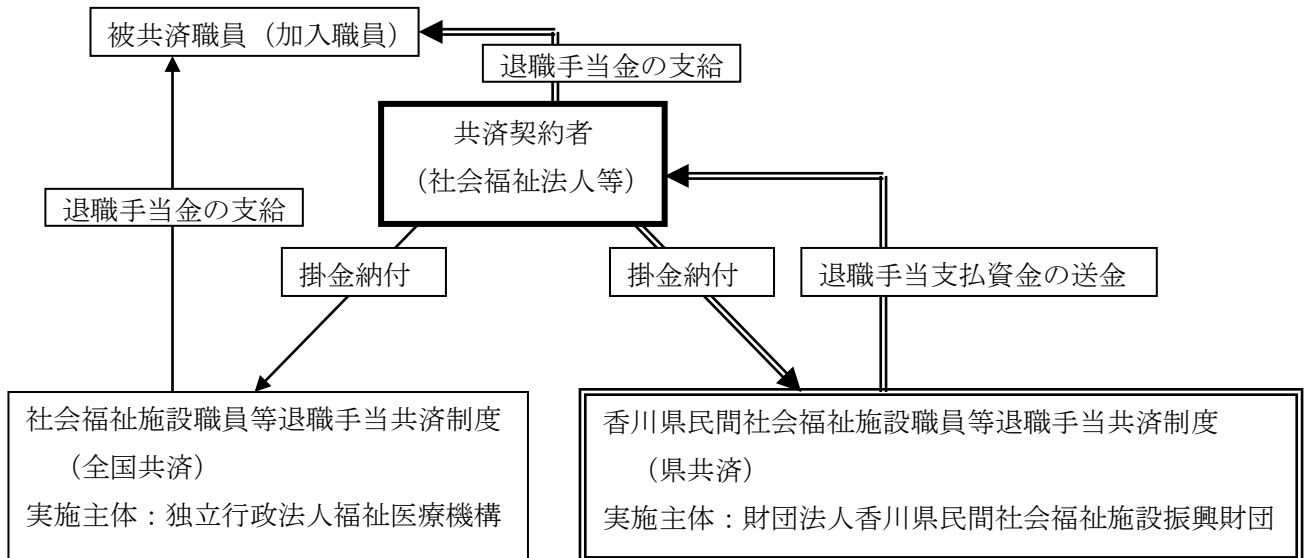 被共済職員（加入職員）
退職手当金の支給
共済契約者
（社会福祉法人等）
退職手当金の支給
掛金納付
掛金納付
退職手当支払資金の送金
社会福祉施設職員等退職手当共済制度
（全国共済）
実施主体：独立行政法人福祉医療機構
香川県民間社会福祉施設職員等退職手当共済制度
（県共済）
実施主体：財団法人香川県民間社会福祉施設振興財団